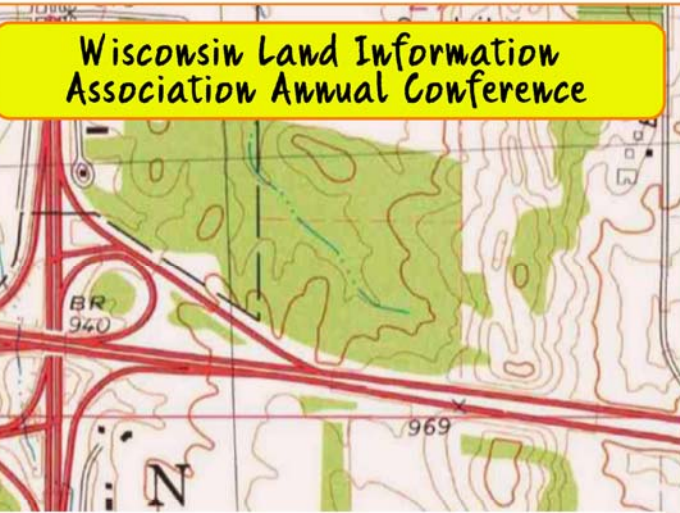 Wisconsin Land Information
Association Annual Conference
BR
940
969
N